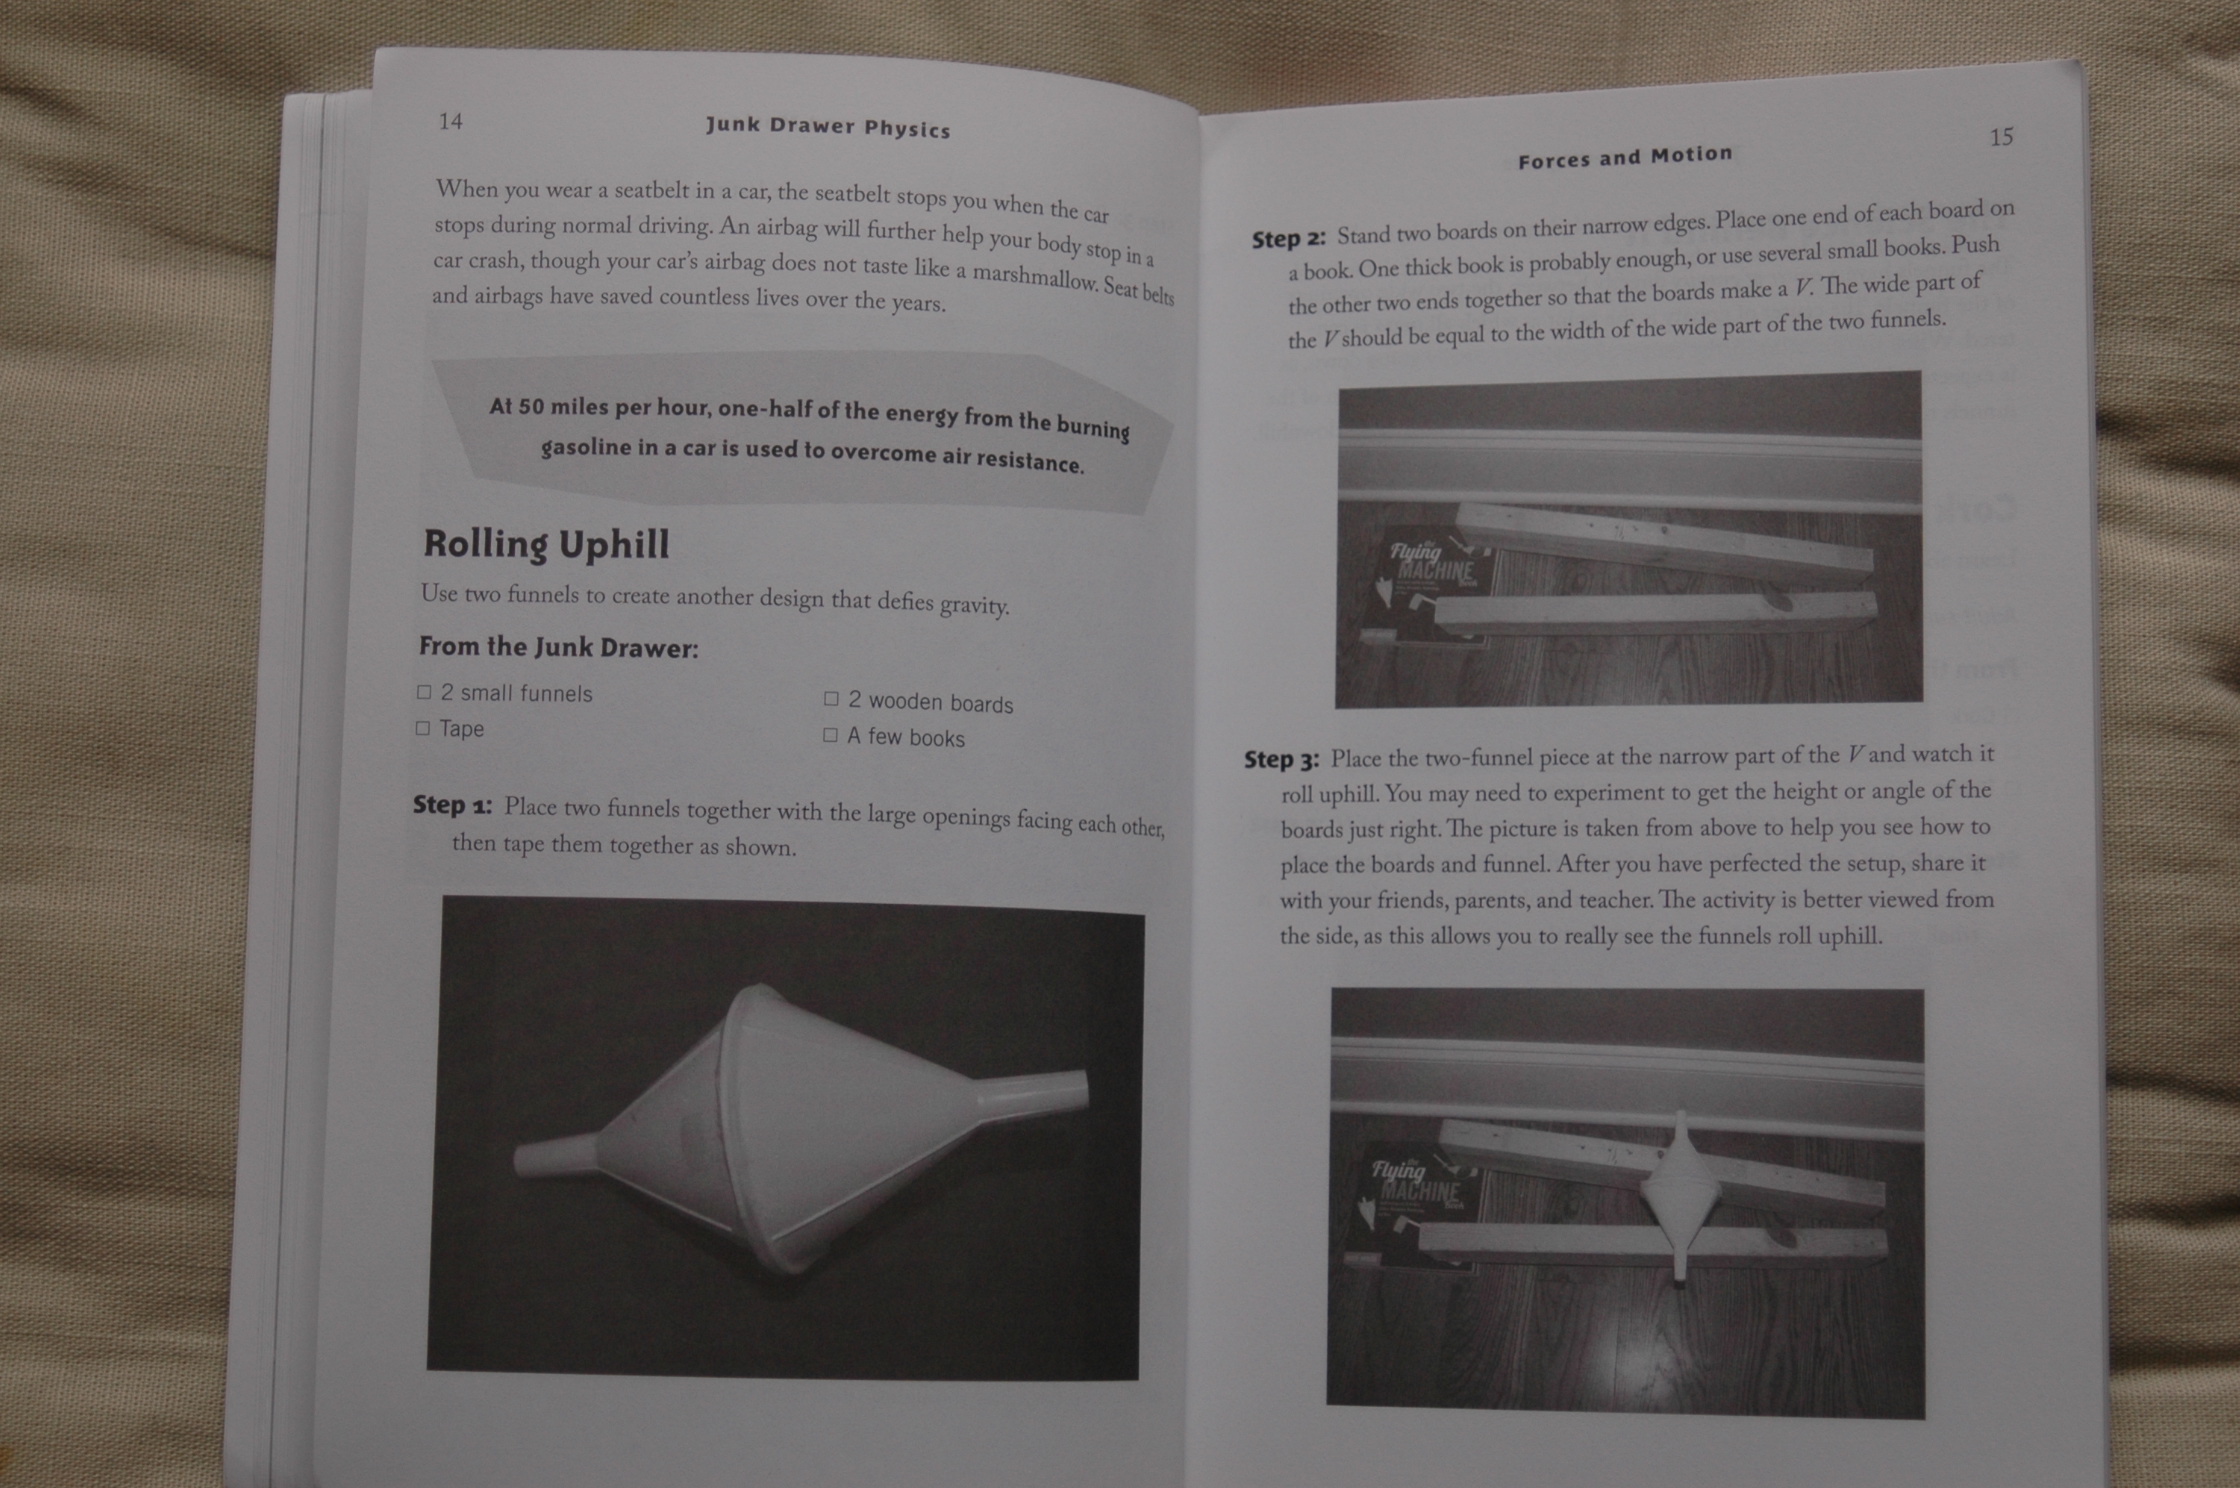 14
Junk Drawer Physics
When you wear a seatbelt in a car, the seatbelt stops you when the car
stops during normal driving. An airbag will further help your body stop in a
car crash, though your car’s airbag does not taste like a marshmallow. Seat belts
and airbags have saved countless lives over the years.
At 50 miles per hour, one-half of the energy from the burning
gasoline in a car is used to overcome air resistance.
Rolling Uphill
Use two funnels to create another design that defies gravity.
From the Junk Drawer:
☐ 2 small funnels
☐ Tape
☐ 2 wooden boards
☐ A few books
Step 1: Place two funnels together with the large openings facing each other,
then tape them together as shown.
15
Forces and Motion
Step 2: Stand two boards on their narrow edges. Place one end of each board on
a book. One thick book is probably enough, or use several small books. Push
the other two ends together so that the boards make a V. The wide part of
the V should be equal to the width of the wide part of the two funnels.
the
Flying
MACHINE
Book
Step 3: Place the two-funnel piece at the narrow part of the V and watch it
roll uphill. You may need to experiment to get the height or angle of the
boards just right. The picture is taken from above to help you see how to
place the boards and funnel. After you have perfected the setup, share it
with your friends, parents, and teacher. The activity is better viewed from
the side, as this allows you to really see the funnels roll uphill.
the
Flying
MACHINE
Book